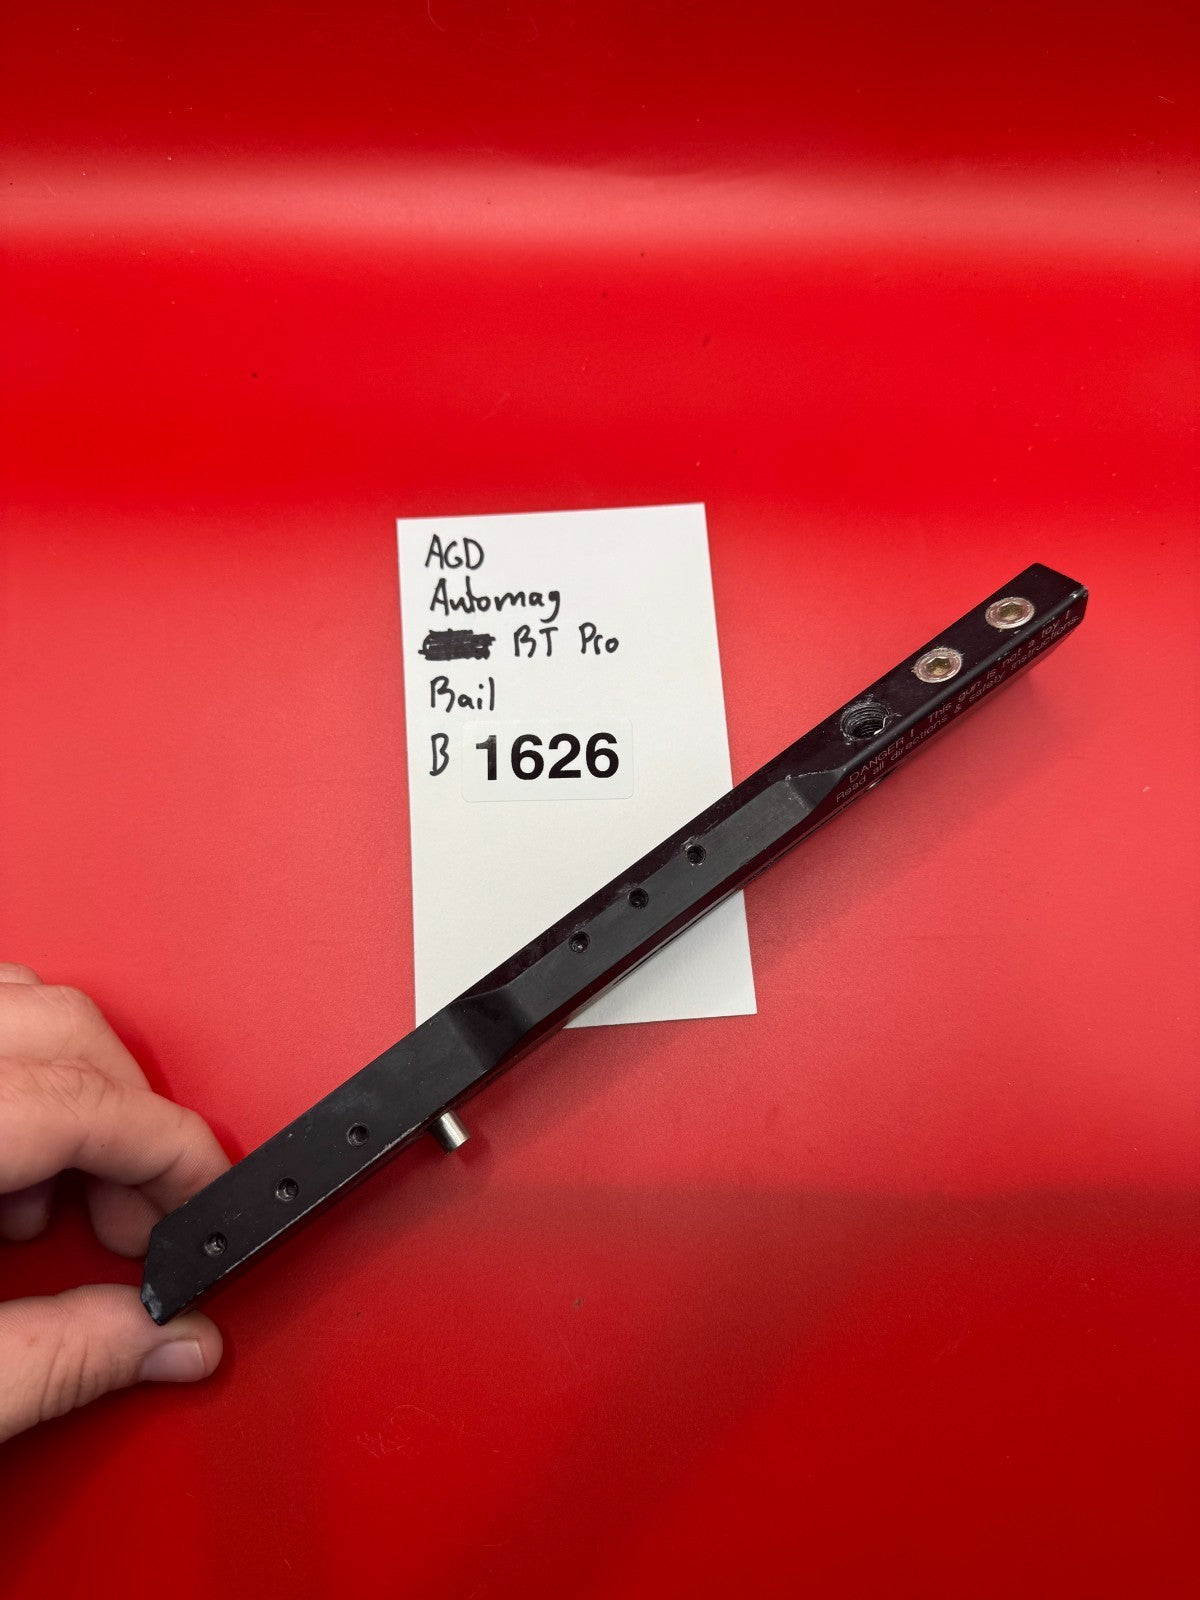 AGD
Automag
BT Pro
Rail
B 1626
DANGER ! This gun is not a toy !
Read all directions & safety instructions.